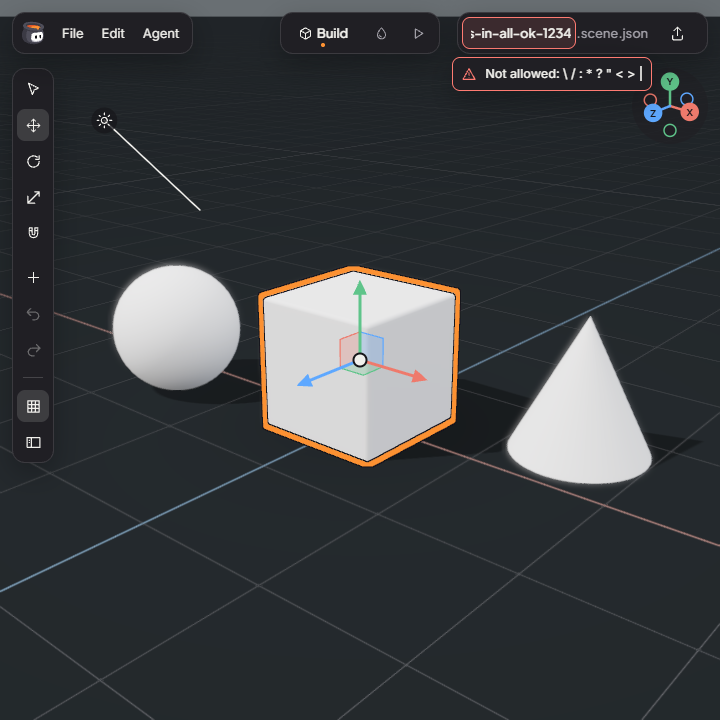 File Edit Agent
Build
s-in-all-ok-1234 .scene.json
Not allowed: \ / : * ? " < > |
Y
Z
X